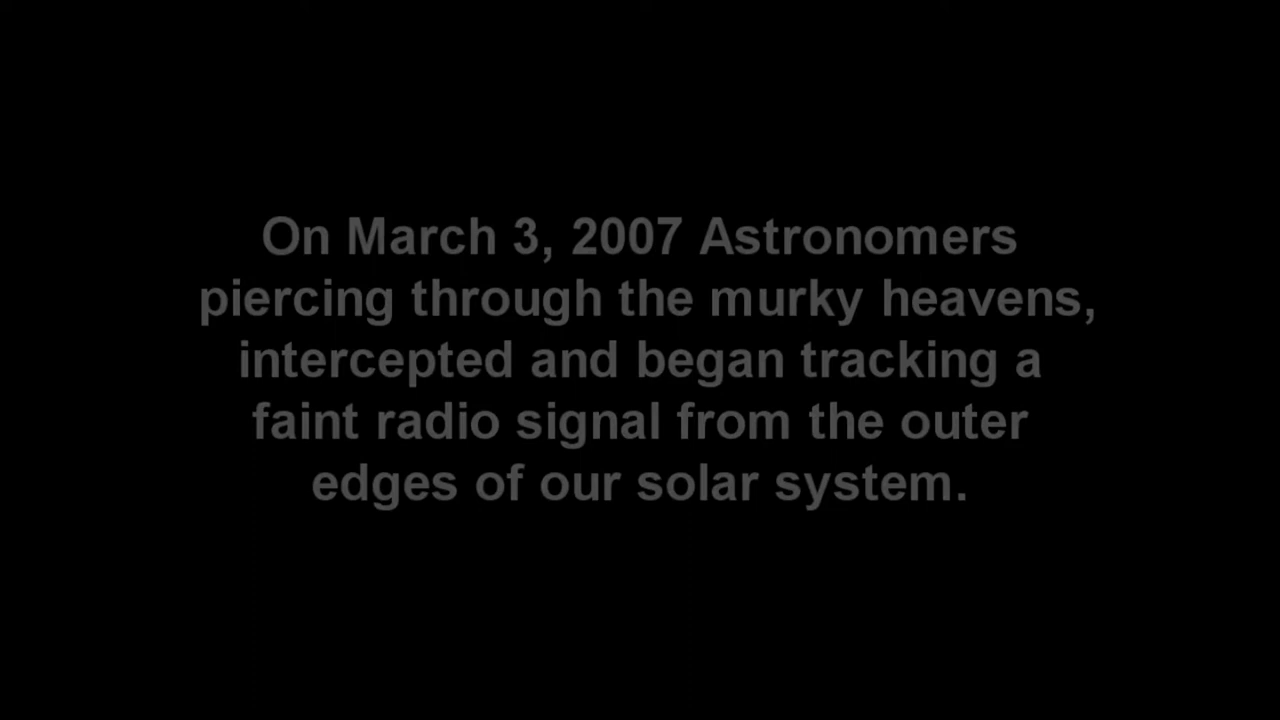 On March 3, 2007 Astronomers
piercing through the murky heavens,
intercepted and began tracking a
faint radio signal from the outer
edges of our solar system.